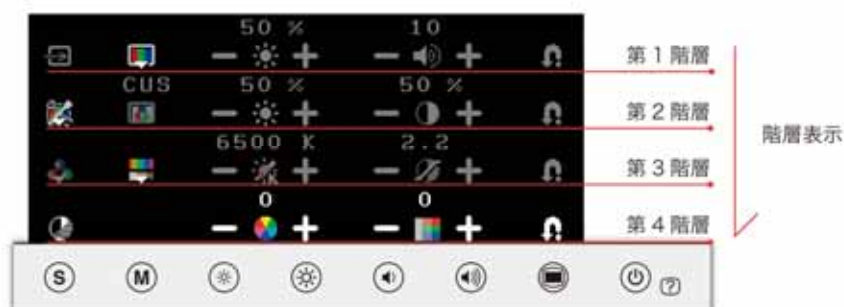 50 % 10
第1階層
CUS 50 % 50 %
第2階層
階層表示
6500 K 2.2
第3階層
0 0
第4階層
S M ?